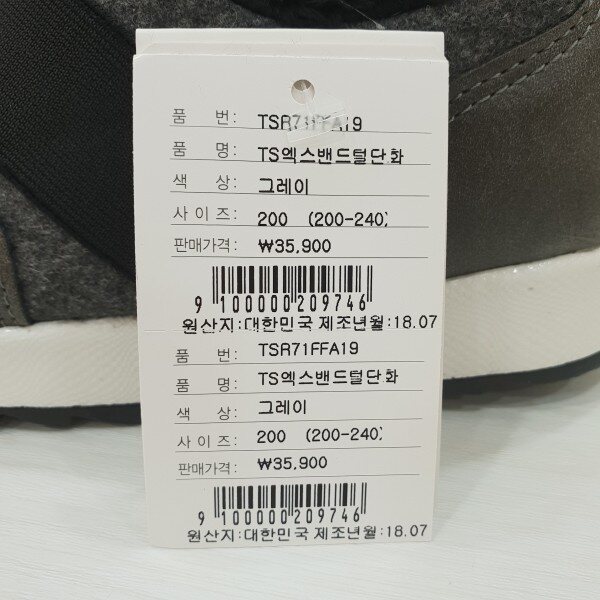 품 번: TSR71FFA19
품 명: TS엑스밴드털단화
색 상: 그레이
사 이 즈: 200 (200-240)
판매가격: ₩35,900
9 100000 209746
원산지:대한민국 제조년월:18.07
품 번: TSR71FFA19
품 명: TS엑스밴드털단화
색 상: 그레이
사 이 즈: 200 (200-240)
판매가격: ₩35,900
9 100000 209746
원산지:대한민국 제조년월:18.07